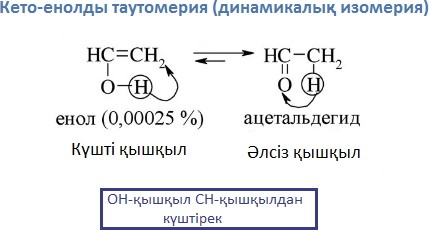 Кето-енолды таутомерия (динамикалық изомерия)
HC=CH₂ HC–CH₂
O–H O H
енол (0,00025 %) ацетальдегид
Күшті қышқыл Әлсіз қышқыл
ОН-қышқыл СН-қышқылдан
күштірек